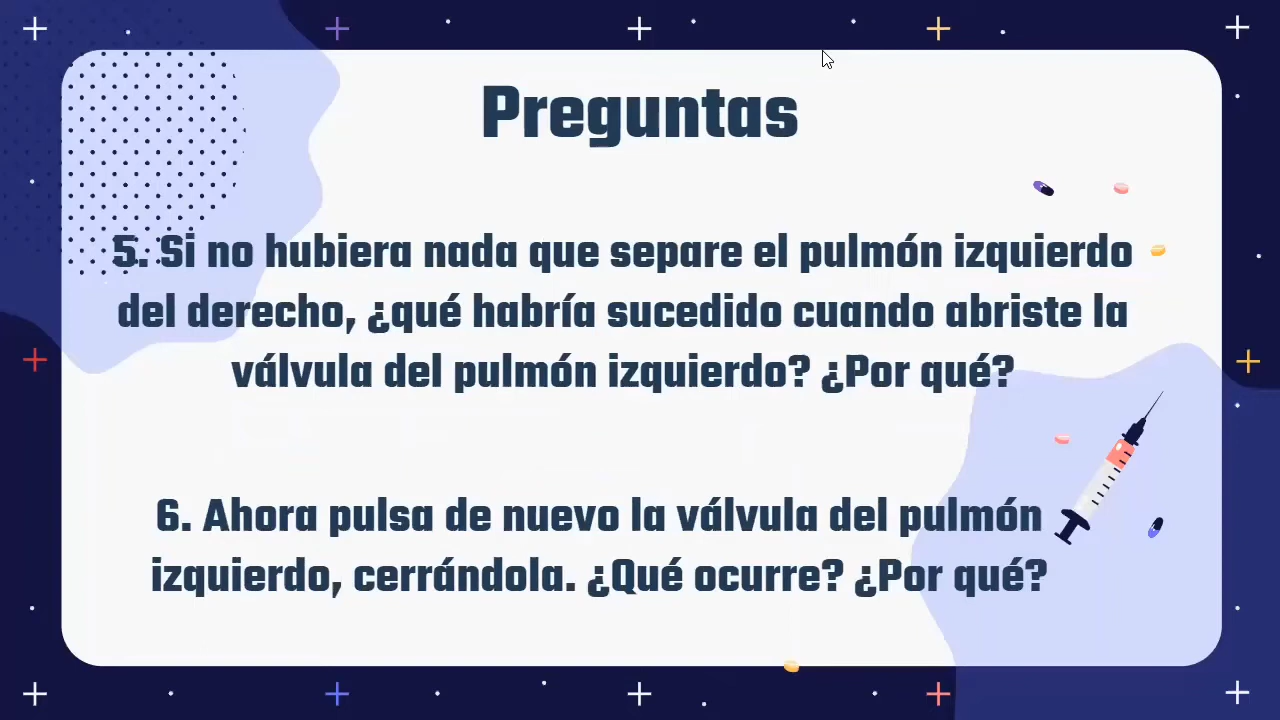 Preguntas
5. Si no hubiera nada que separe el pulmón izquierdo
del derecho, ¿qué habría sucedido cuando abriste la
válvula del pulmón izquierdo? ¿Por qué?
6. Ahora pulsa de nuevo la válvula del pulmón
izquierdo, cerrándola. ¿Qué ocurre? ¿Por qué?